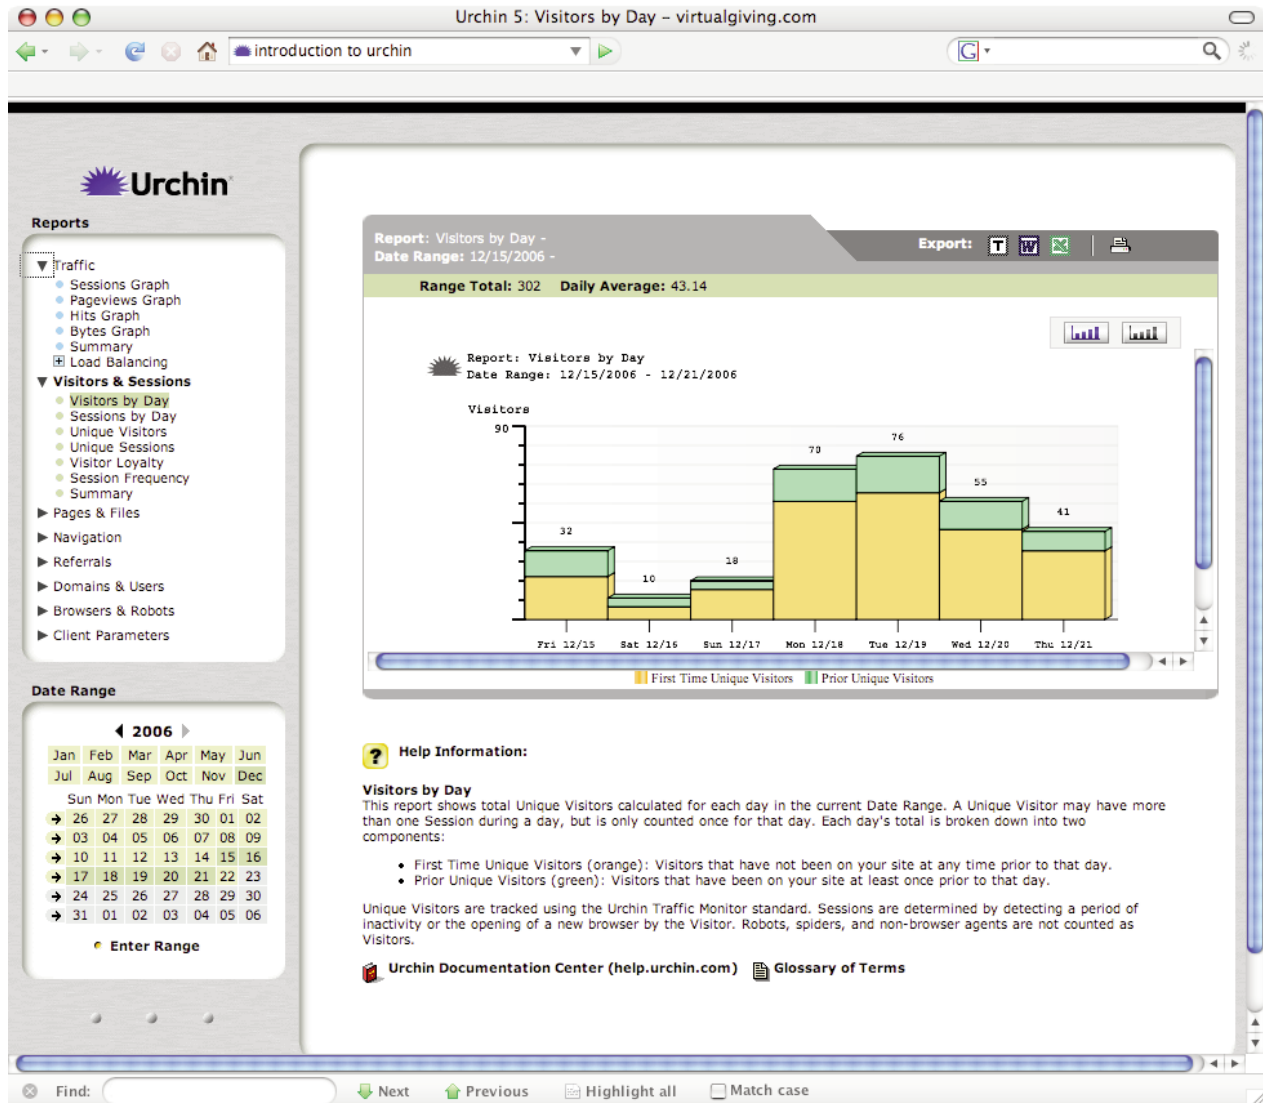 Urchin 5: Visitors by Day – virtualgiving.com
introduction to urchin
G
Urchin
Reports
Traffic
Sessions Graph
Pageviews Graph
Hits Graph
Bytes Graph
Summary
Load Balancing
Visitors & Sessions
Visitors by Day
Sessions by Day
Unique Visitors
Unique Sessions
Visitor Loyalty
Session Frequency
Summary
Pages & Files
Navigation
Referrals
Domains & Users
Browsers & Robots
Client Parameters
Date Range
2006
Jan Feb Mar Apr May Jun
Jul Aug Sep Oct Nov Dec
Sun Mon Tue Wed Thu Fri Sat
26 27 28 29 30 01 02
03 04 05 06 07 08 09
10 11 12 13 14 15 16
17 18 19 20 21 22 23
24 25 26 27 28 29 30
31 01 02 03 04 05 06
Enter Range
Report: Visitors by Day -
Date Range: 12/15/2006 -
Export: T W X
Range Total: 302 Daily Average: 43.14
Report: Visitors by Day
Date Range: 12/15/2006 - 12/21/2006
Visitors
90
32
10
18
70
76
55
41
Fri 12/15 Sat 12/16 Sun 12/17 Mon 12/18 Tue 12/19 Wed 12/20 Thu 12/21
First Time Unique Visitors Prior Unique Visitors
? Help Information:
Visitors by Day
This report shows total Unique Visitors calculated for each day in the current Date Range. A Unique Visitor may have more
than one Session during a day, but is only counted once for that day. Each day's total is broken down into two
components:
• First Time Unique Visitors (orange): Visitors that have not been on your site at any time prior to that day.
• Prior Unique Visitors (green): Visitors that have been on your site at least once prior to that day.
Unique Visitors are tracked using the Urchin Traffic Monitor standard. Sessions are determined by detecting a period of
inactivity or the opening of a new browser by the Visitor. Robots, spiders, and non-browser agents are not counted as
Visitors.
Urchin Documentation Center (help.urchin.com) Glossary of Terms
Find: Next Previous Highlight all Match case